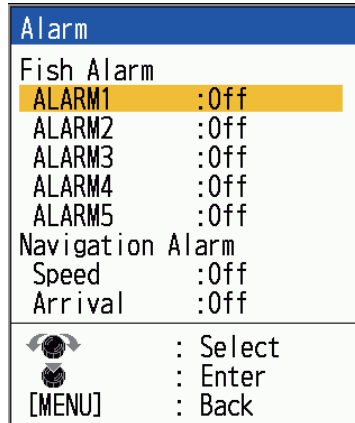 Alarm
Fish Alarm
ALARM1 :Off
ALARM2 :Off
ALARM3 :Off
ALARM4 :Off
ALARM5 :Off
Navigation Alarm
Speed :Off
Arrival :Off
: Select
: Enter
[MENU] : Back